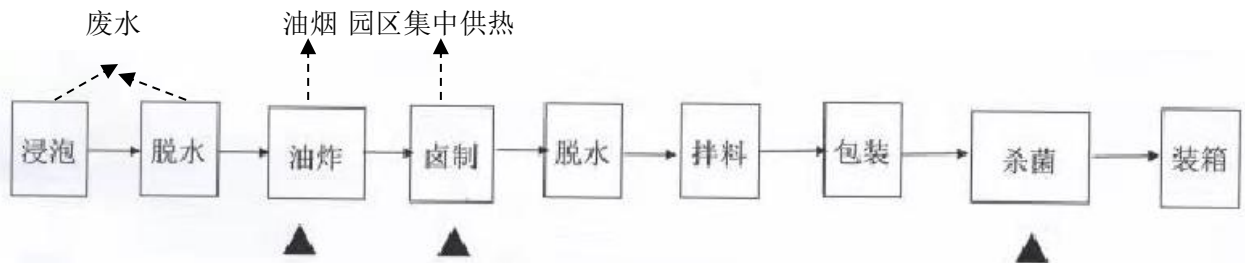 废水 油烟 园区集中供热
浸泡 脱水 油炸 卤制 脱水 拌料 包装 杀菌 装箱